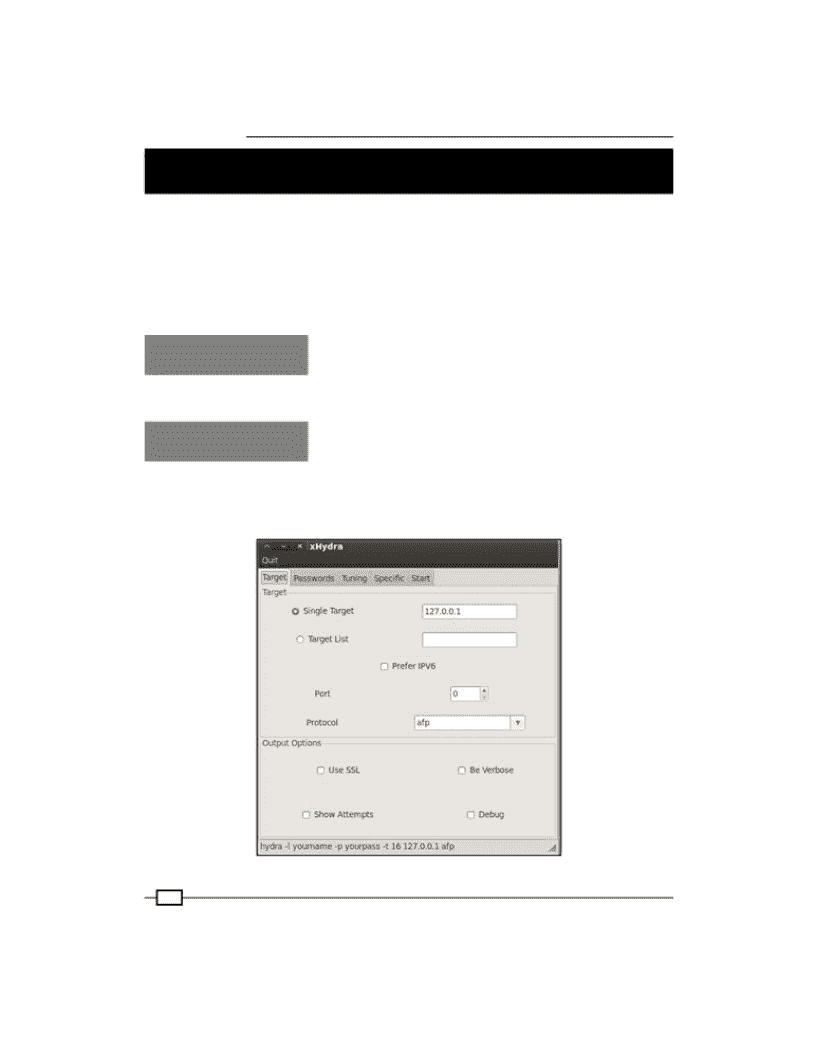 xHydra
Quit
Target Passwords Tuning Specific Start
Target
Single Target 127.0.0.1
Target List
Prefer IPV6
Port 0
Protocol afp
Output Options
Use SSL Be Verbose
Show Attempts Debug
hydra -l yourname -p yourpass -t 16 127.0.0.1 afp